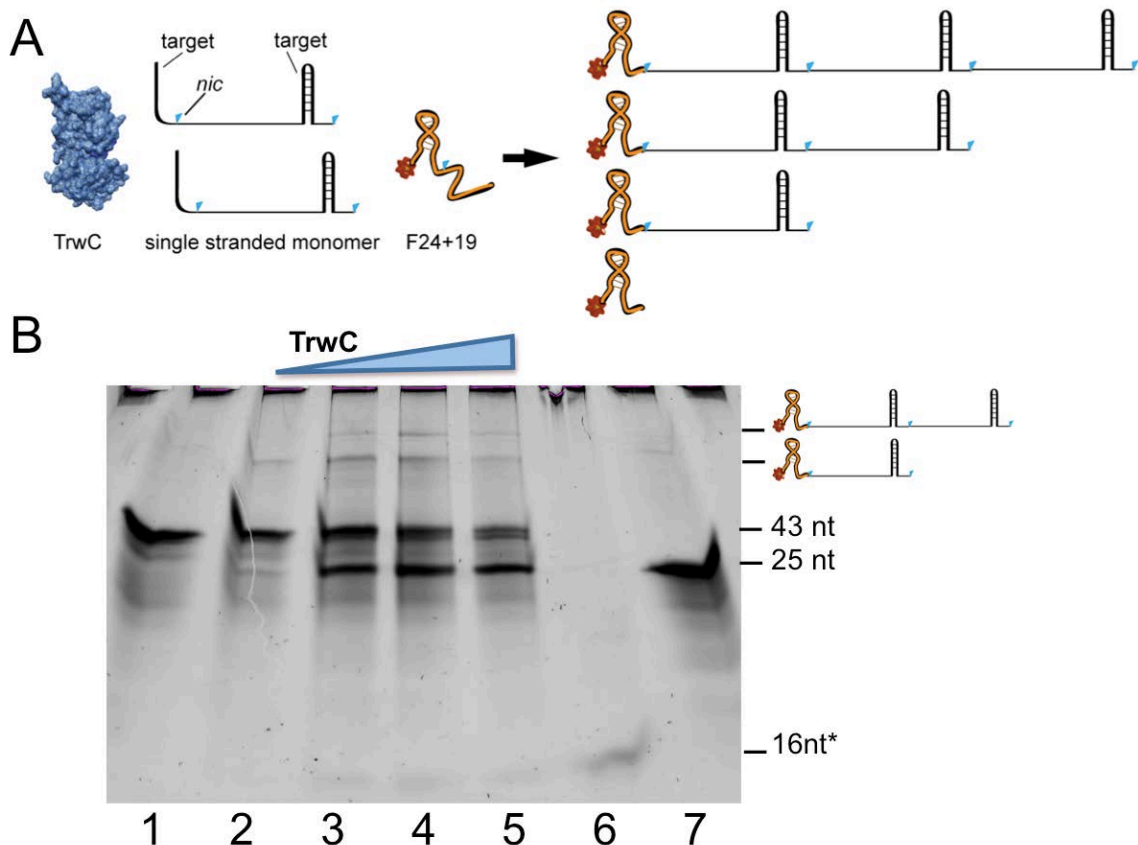 A
target
target
nic
TrwC
single stranded monomer
F24+19
B
TrwC
43 nt
25 nt
16nt*
1 2 3 4 5 6 7